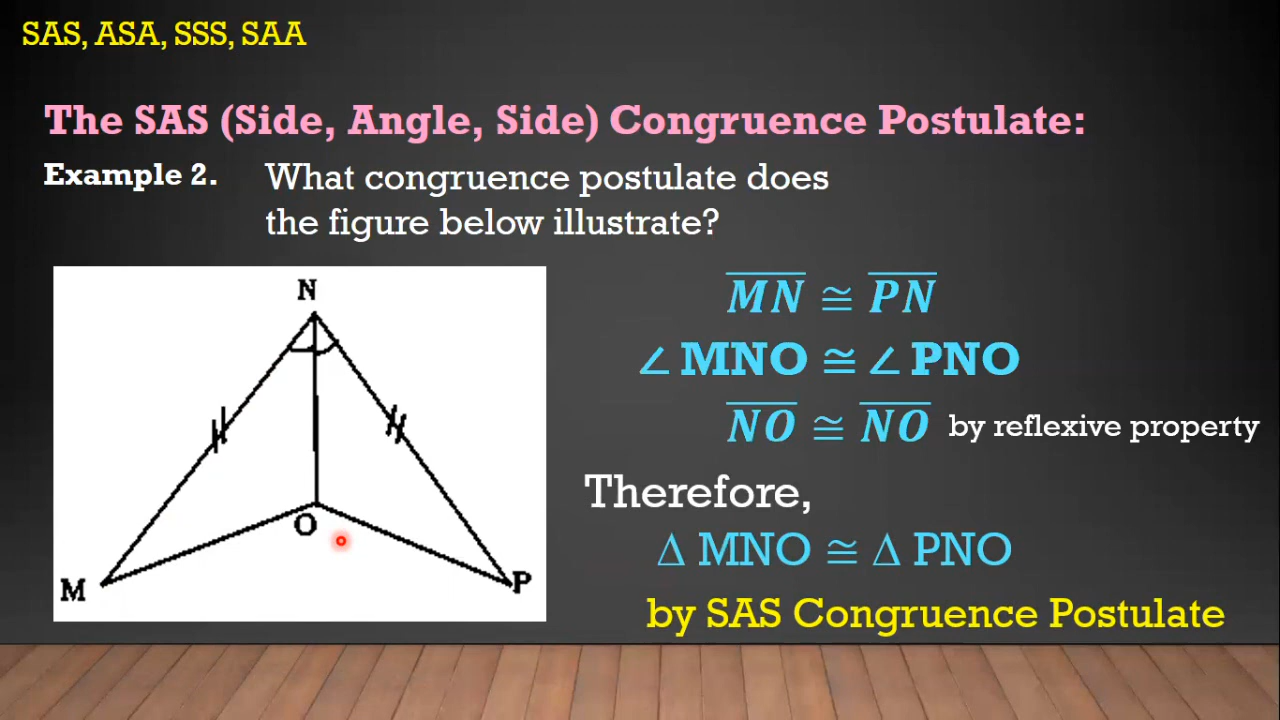 SAS, ASA, SSS, SAA
The SAS (Side, Angle, Side) Congruence Postulate:
Example 2. What congruence postulate does
the figure below illustrate?
N
O
M
P
MN ≅ PN
∠ MNO ≅ ∠ PNO
NO ≅ NO by reflexive property
Therefore,
Δ MNO ≅ Δ PNO
by SAS Congruence Postulate